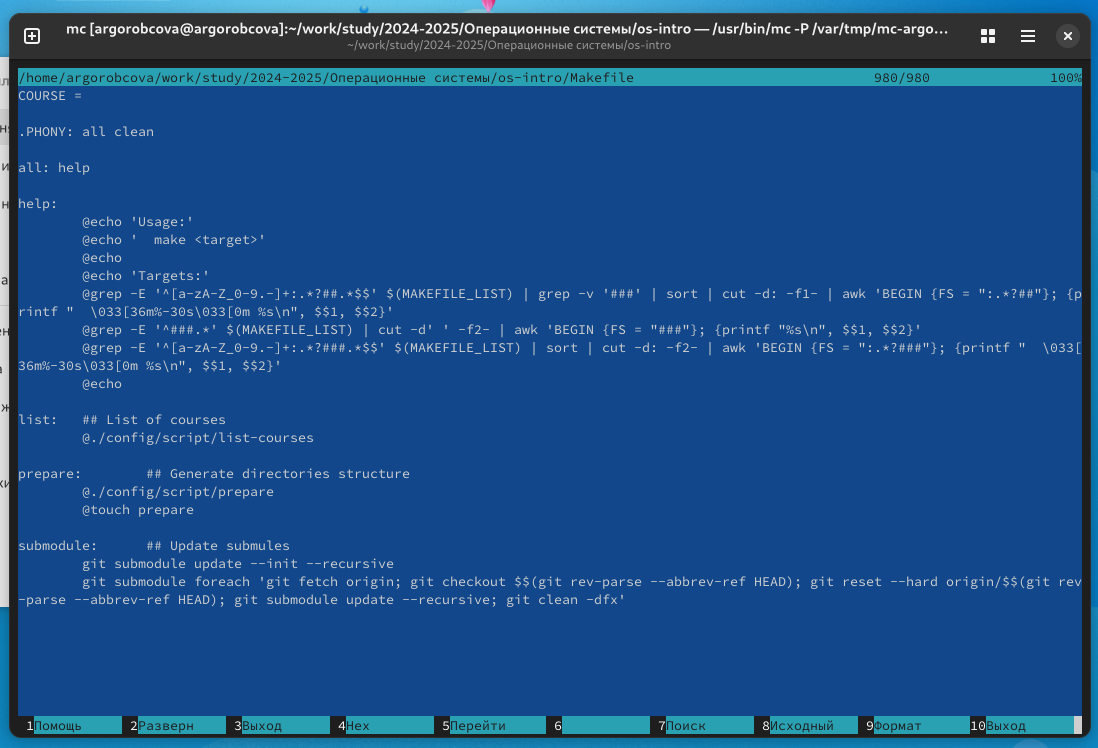 mc [argorobcova@argorobcova]:~/work/study/2024-2025/Операционные системы/os-intro — /usr/bin/mc -P /var/tmp/mc-argo…
~/work/study/2024-2025/Операционные системы/os-intro
/home/argorobcova/work/study/2024-2025/Операционные системы/os-intro/Makefile 980/980 100%
COURSE =
.PHONY: all clean
all: help
help:
@echo 'Usage:'
@echo '  make <target>'
@echo
@echo 'Targets:'
@grep -E '^[a-zA-Z_0-9.-]+:.*?##.*$$' $(MAKEFILE_LIST) | grep -v '###' | sort | cut -d: -f1- | awk 'BEGIN {FS = ":.*?##"}; {p
rintf "  \033[36m%-30s\033[0m %s\n", $$1, $$2}'
@grep -E '^###.*' $(MAKEFILE_LIST) | cut -d' ' -f2- | awk 'BEGIN {FS = "###"}; {printf "%s\n", $$1, $$2}'
@grep -E '^[a-zA-Z_0-9.-]+:.*?###.*$$' $(MAKEFILE_LIST) | sort | cut -d: -f2- | awk 'BEGIN {FS = ":.*?###"}; {printf "  \033[
36m%-30s\033[0m %s\n", $$1, $$2}'
@echo
list:   ## List of courses
@./config/script/list-courses
prepare:        ## Generate directories structure
@./config/script/prepare
@touch prepare
submodule:      ## Update submules
git submodule update --init --recursive
git submodule foreach 'git fetch origin; git checkout $$(git rev-parse --abbrev-ref HEAD); git reset --hard origin/$$(git rev
-parse --abbrev-ref HEAD); git submodule update --recursive; git clean -dfx'
1Помощь 2Разверн 3Выход 4Hex 5Перейти 6 7Поиск 8Исходный 9Формат 10Выход